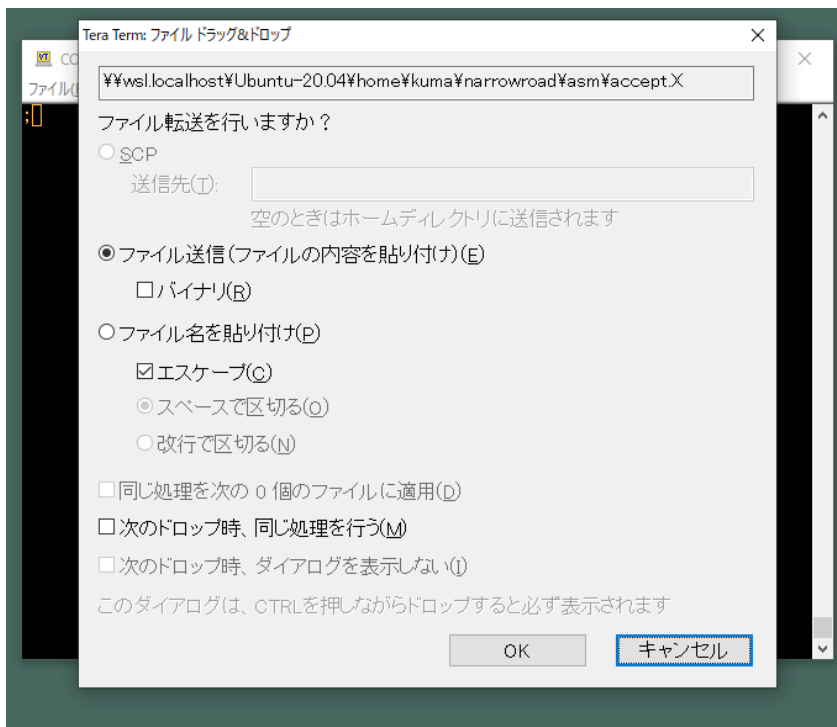 Tera Term: ファイル ドラッグ&ドロップ
VT CO
ファイル(
;
¥¥wsl.localhost¥Ubuntu-20.04¥home¥kuma¥narrowroad¥asm¥accept.X
ファイル転送を行いますか？
SCP
送信先(T):
空のときはホームディレクトリに送信されます
ファイル送信(ファイルの内容を貼り付け)(E)
バイナリ(R)
ファイル名を貼り付け(P)
エスケープ(C)
スペースで区切る(O)
改行で区切る(N)
同じ処理を次の 0 個のファイルに適用(D)
次のドロップ時、同じ処理を行う(M)
次のドロップ時、ダイアログを表示しない(I)
このダイアログは、CTRLを押しながらドロップすると必ず表示されます
OK キャンセル